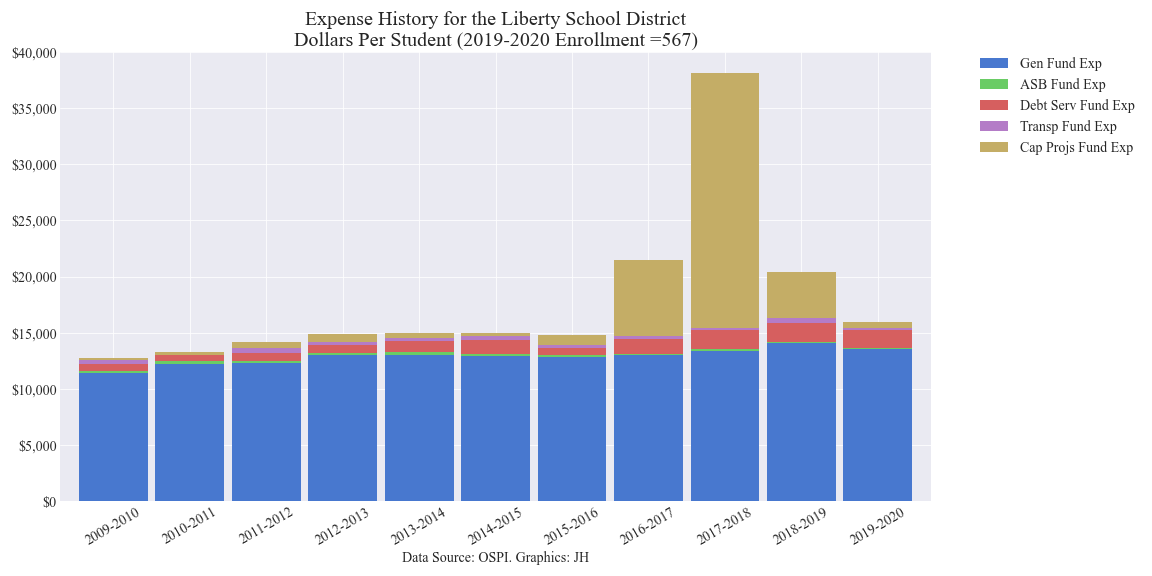 Expense History for the Liberty School District
Dollars Per Student (2019-2020 Enrollment =567)
$40,000
$35,000
$30,000
$25,000
$20,000
$15,000
$10,000
$5,000
$0
2009-2010
2010-2011
2011-2012
2012-2013
2013-2014
2014-2015
2015-2016
2016-2017
2017-2018
2018-2019
2019-2020
Data Source: OSPI. Graphics: JH
Gen Fund Exp
ASB Fund Exp
Debt Serv Fund Exp
Transp Fund Exp
Cap Projs Fund Exp